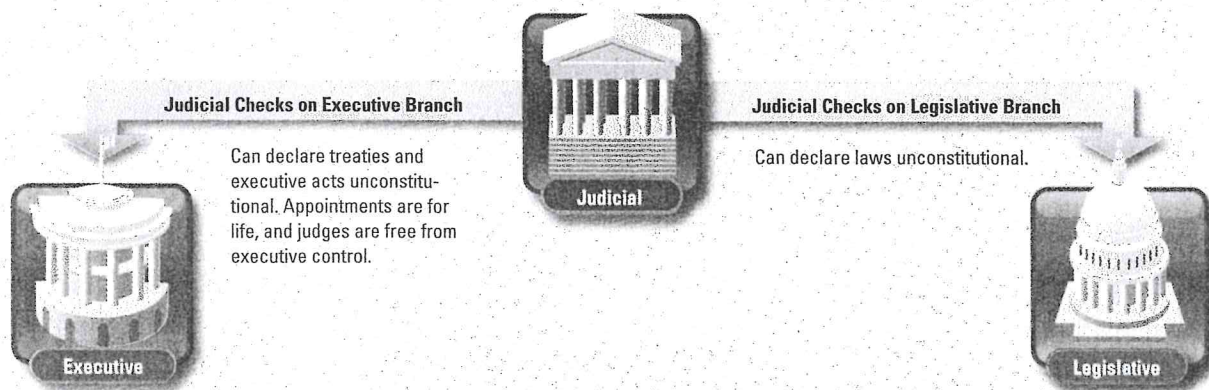 Judicial Checks on Executive Branch
Can declare treaties and
executive acts unconstitu-
tional. Appointments are for
life, and judges are free from
executive control.
Judicial
Judicial Checks on Legislative Branch
Can declare laws unconstitutional.
Executive
Legislative